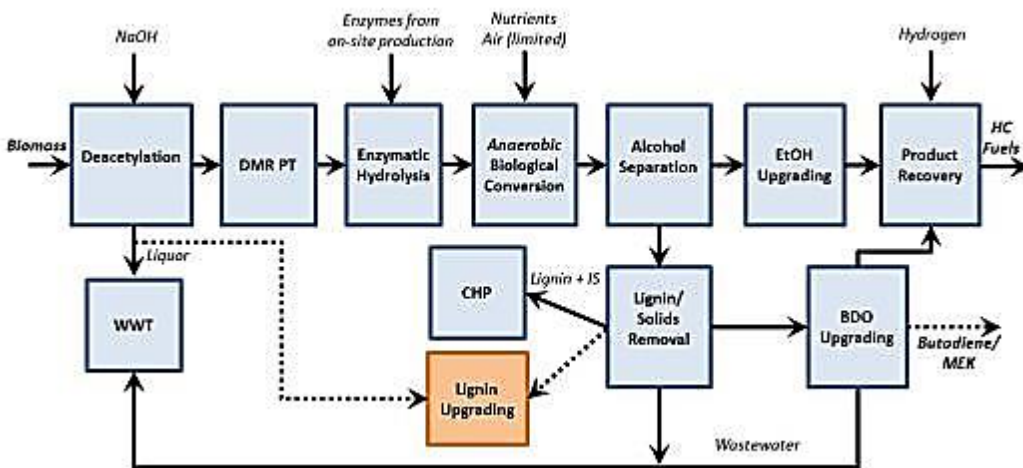 NaOH
Enzymes from
on-site production
Nutrients
Air (limited)
Hydrogen
Biomass
Deacetylation
DMR PT
Enzymatic
Hydrolysis
Anaerobic
Biological
Conversion
Alcohol
Separation
EtOH
Upgrading
Product
Recovery
HC
Fuels
Liquor
WWT
CHP
Lignin + IS
Lignin/
Solids
Removal
BDO
Upgrading
Butadiene/
MEK
Lignin
Upgrading
Wastewater